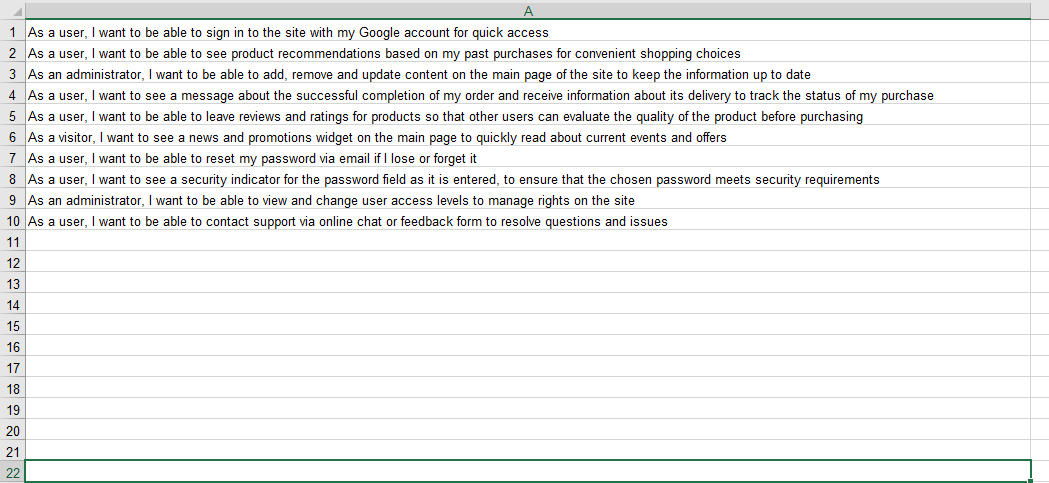 A
1 As a user, I want to be able to sign in to the site with my Google account for quick access
2 As a user, I want to be able to see product recommendations based on my past purchases for convenient shopping choices
3 As an administrator, I want to be able to add, remove and update content on the main page of the site to keep the information up to date
4 As a user, I want to see a message about the successful completion of my order and receive information about its delivery to track the status of my purchase
5 As a user, I want to be able to leave reviews and ratings for products so that other users can evaluate the quality of the product before purchasing
6 As a visitor, I want to see a news and promotions widget on the main page to quickly read about current events and offers
7 As a user, I want to be able to reset my password via email if I lose or forget it
8 As a user, I want to see a security indicator for the password field as it is entered, to ensure that the chosen password meets security requirements
9 As an administrator, I want to be able to view and change user access levels to manage rights on the site
10 As a user, I want to be able to contact support via online chat or feedback form to resolve questions and issues
11
12
13
14
15
16
17
18
19
20
21
22